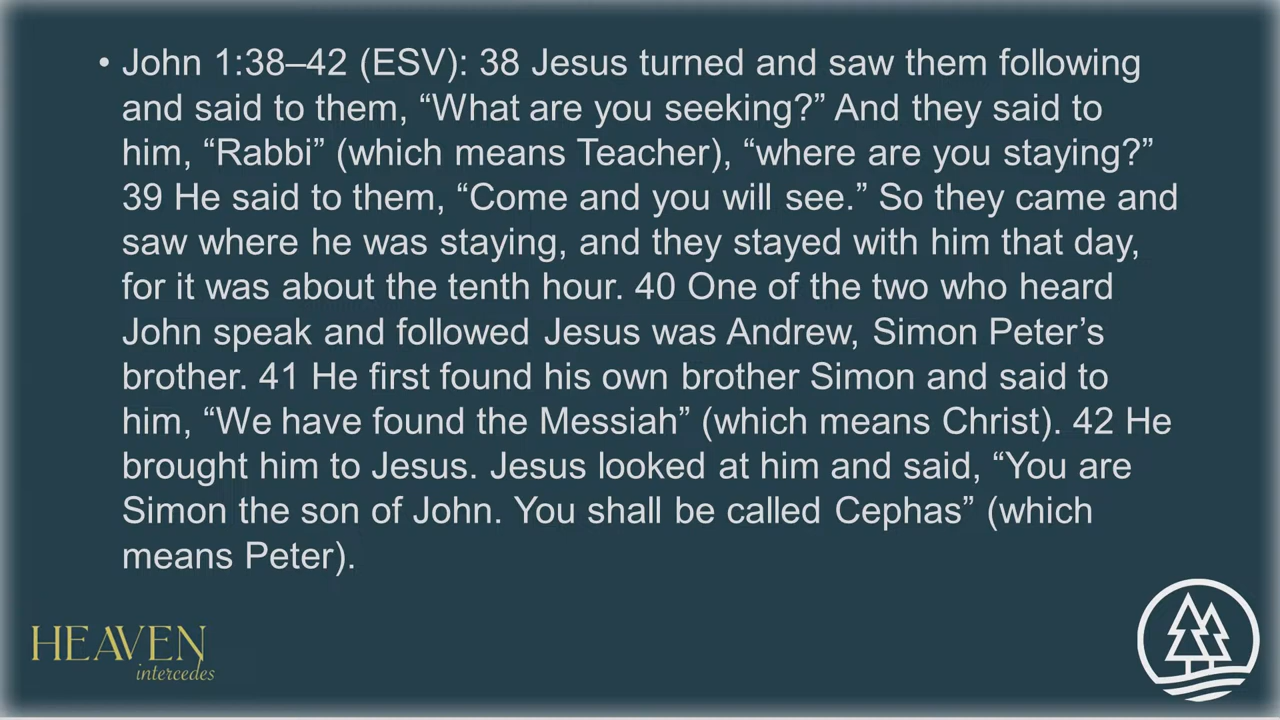 • John 1:38–42 (ESV): 38 Jesus turned and saw them following
and said to them, “What are you seeking?” And they said to
him, “Rabbi” (which means Teacher), “where are you staying?”
39 He said to them, “Come and you will see.” So they came and
saw where he was staying, and they stayed with him that day,
for it was about the tenth hour. 40 One of the two who heard
John speak and followed Jesus was Andrew, Simon Peter’s
brother. 41 He first found his own brother Simon and said to
him, “We have found the Messiah” (which means Christ). 42 He
brought him to Jesus. Jesus looked at him and said, “You are
Simon the son of John. You shall be called Cephas” (which
means Peter).
HEAVEN
intercedes